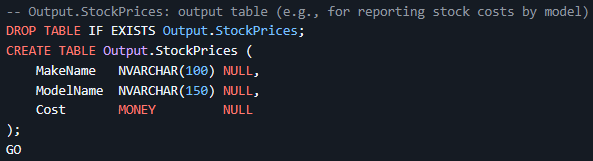 -- Output.StockPrices: output table (e.g., for reporting stock costs by model)
DROP TABLE IF EXISTS Output.StockPrices;
CREATE TABLE Output.StockPrices (
    MakeName   NVARCHAR(100) NULL,
    ModelName  NVARCHAR(150) NULL,
    Cost       MONEY         NULL
);
GO